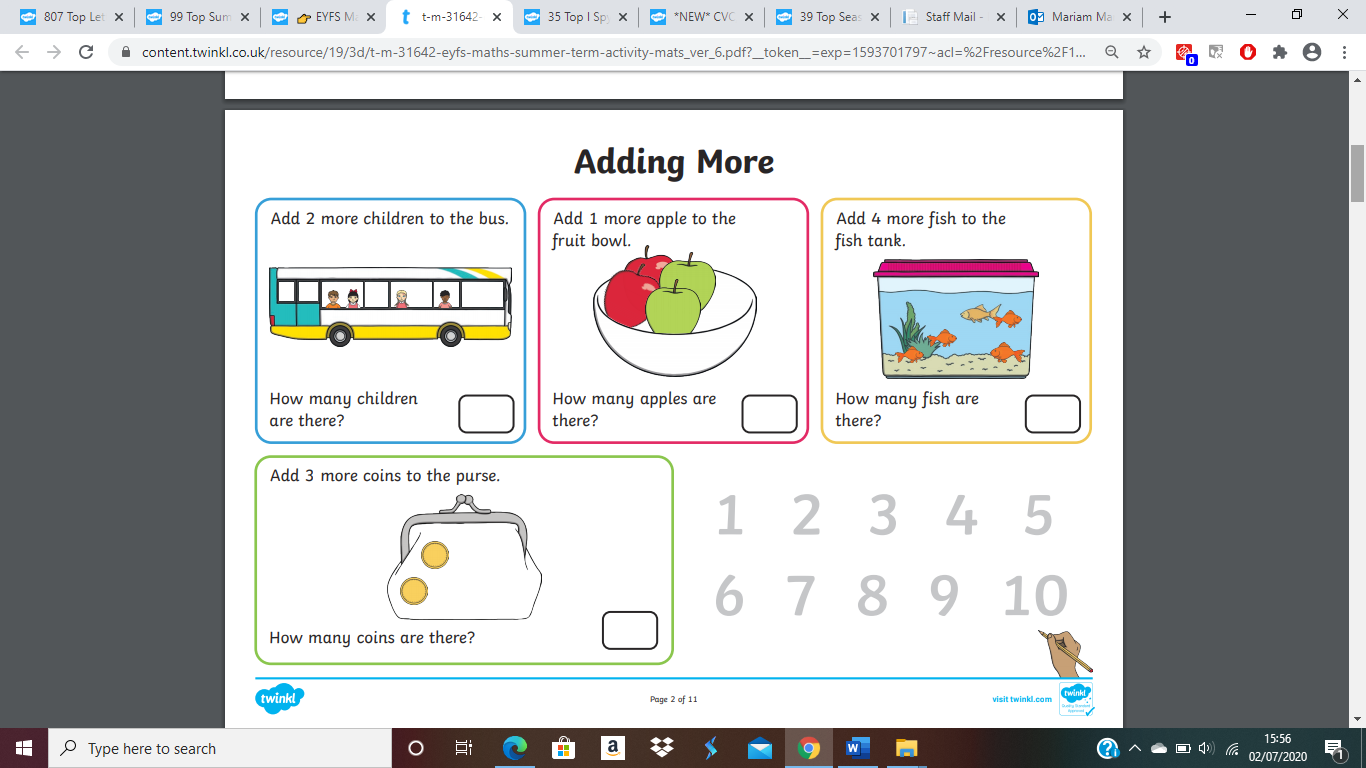 807 Top Let
99 Top Sum
EYFS Ma
t-m-31642-
35 Top I Spy
*NEW* CVC
39 Top Seas
Staff Mail -
Mariam Ma
content.twinkl.co.uk/resource/19/3d/t-m-31642-eyfs-maths-summer-term-activity-mats_ver_6.pdf?__token__=exp=1593701797~acl=%2Fresource%2F1...
0
Adding More
Add 2 more children to the bus.
How many children
are there?
Add 1 more apple to the
fruit bowl.
How many apples are
there?
Add 4 more fish to the
fish tank.
How many fish are
there?
Add 3 more coins to the purse.
How many coins are there?
1 2 3 4 5
6 7 8 9 10
twinkl
Page 2 of 11
visit twinkl.com
twinkl
Type here to search
15:56
02/07/2020
1